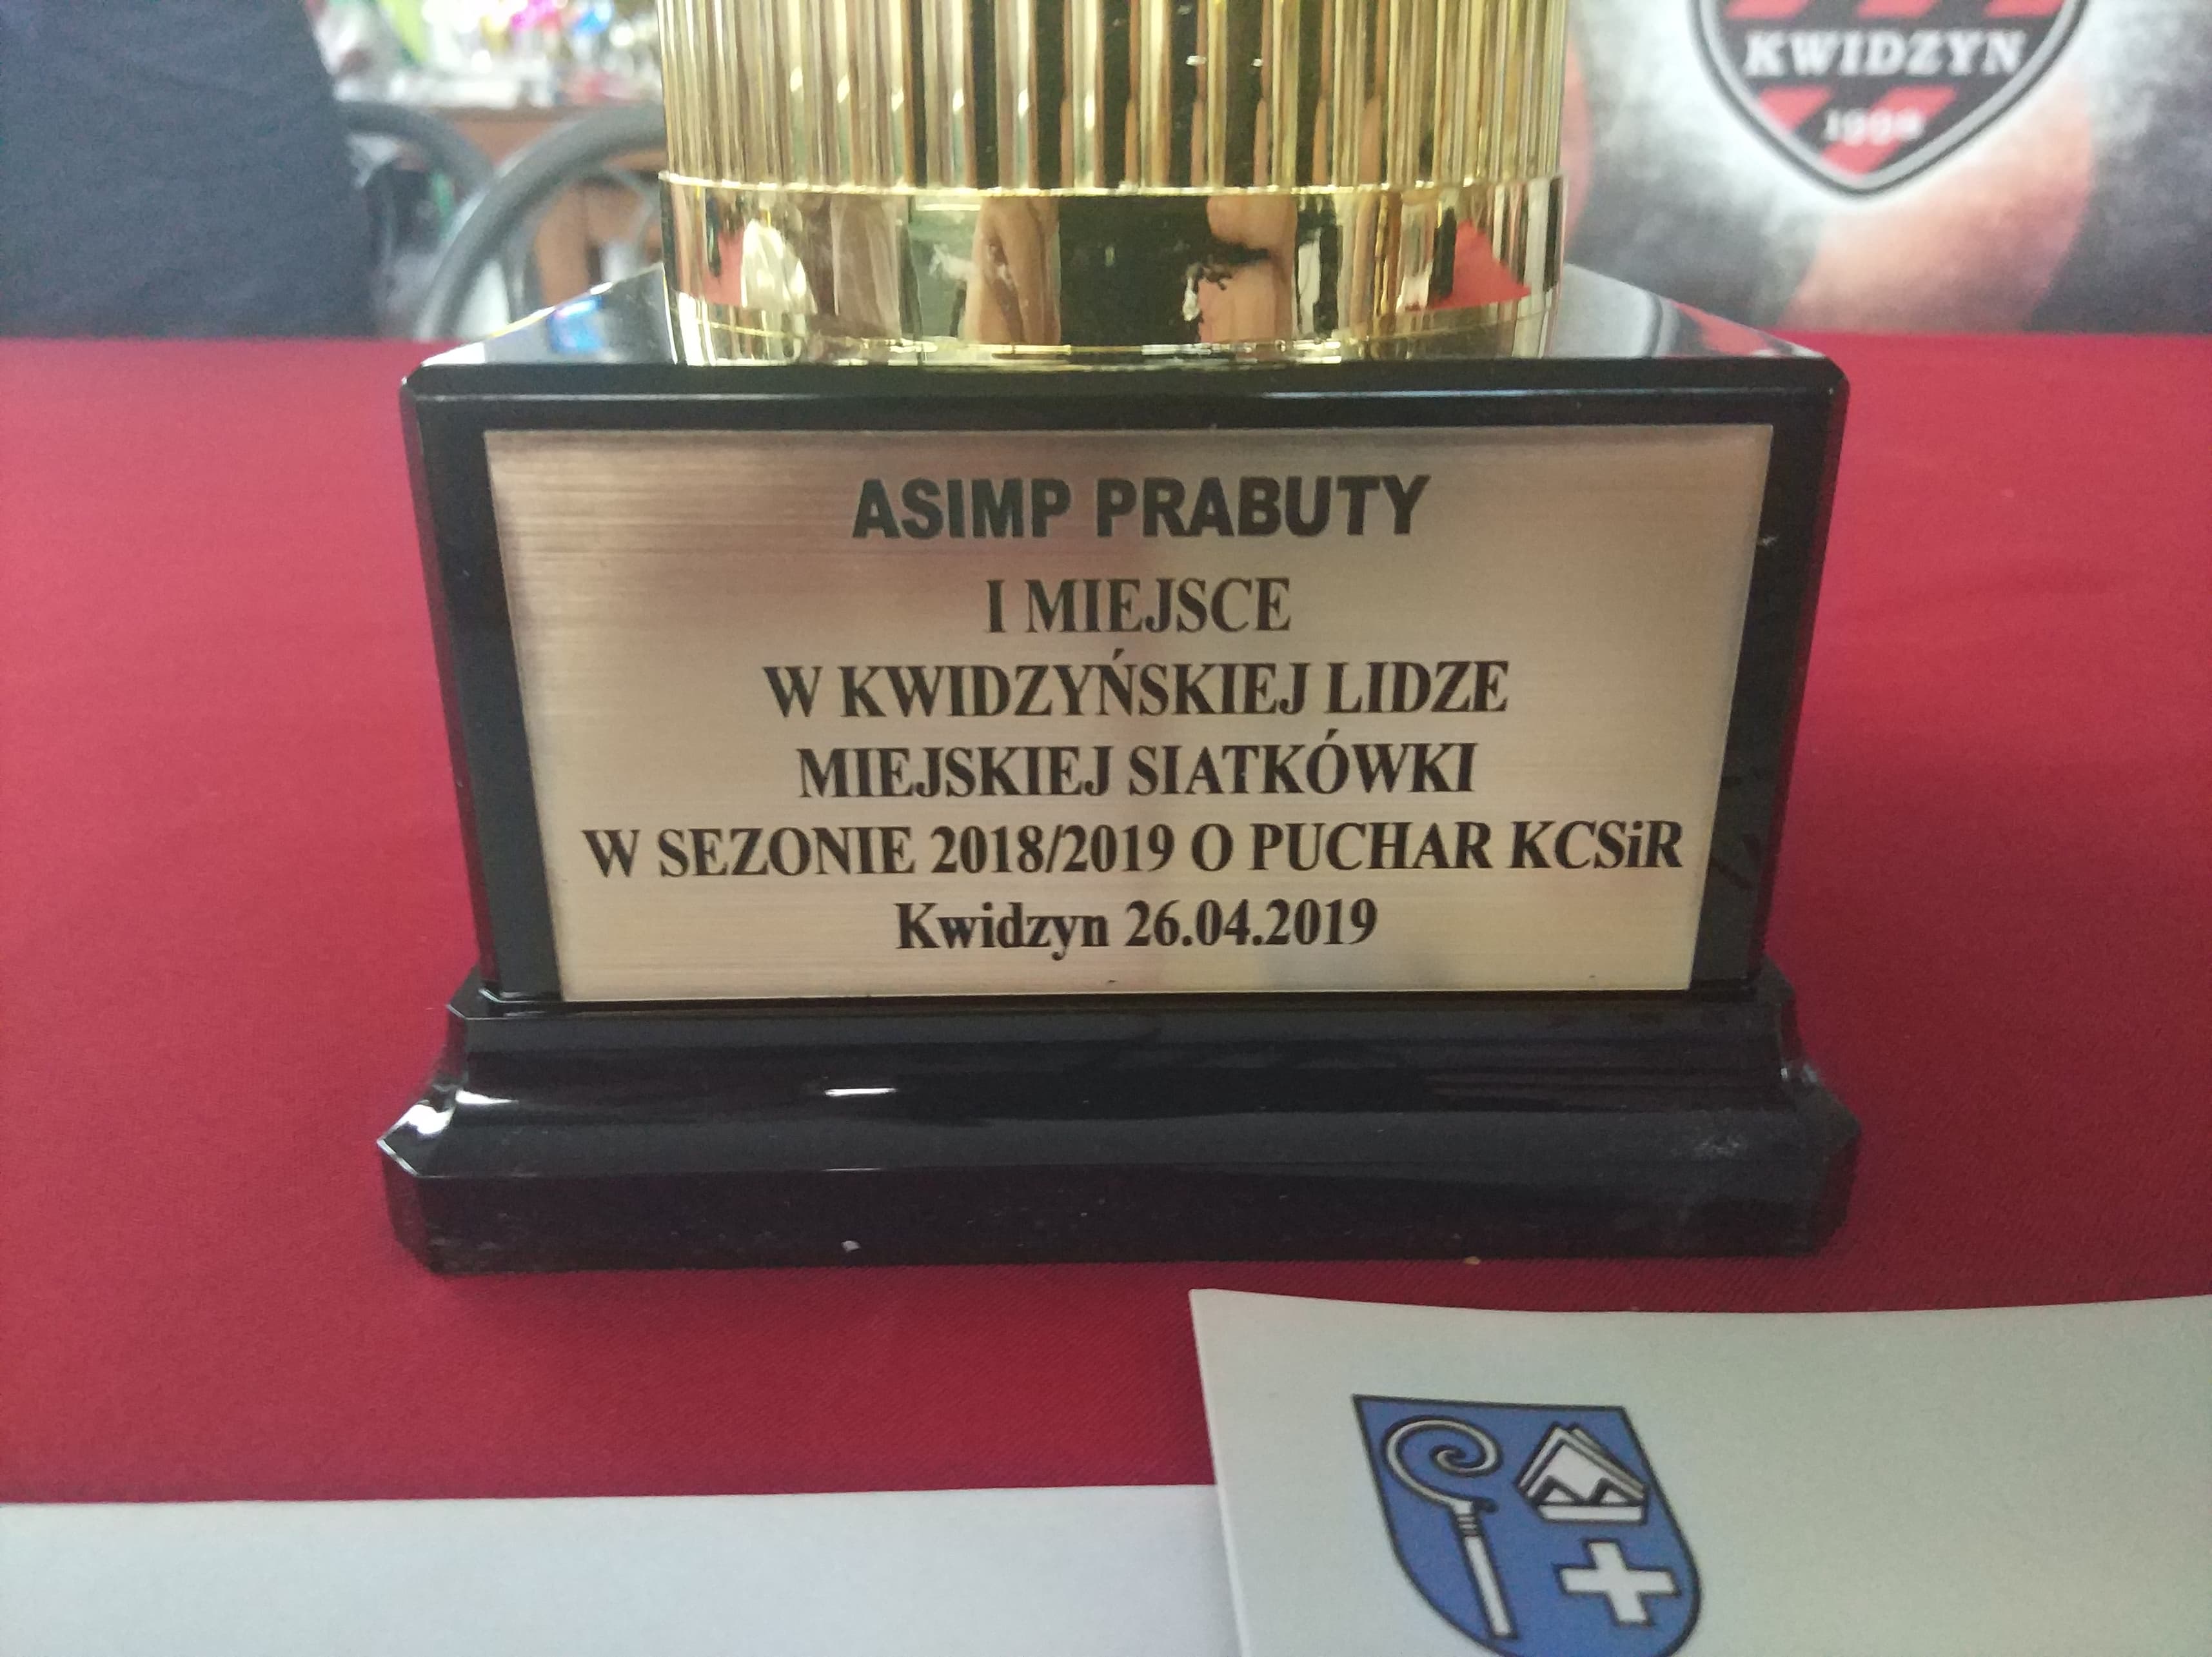 KWIDZYN
ASIMP PRABUTY
I MIEJSCE
W KWIDZYŃSKIEJ LIDZE
MIEJSKIEJ SIATKÓWKI
W SEZONIE 2018/2019 O PUCHAR KCSiR
Kwidzyn 26.04.2019